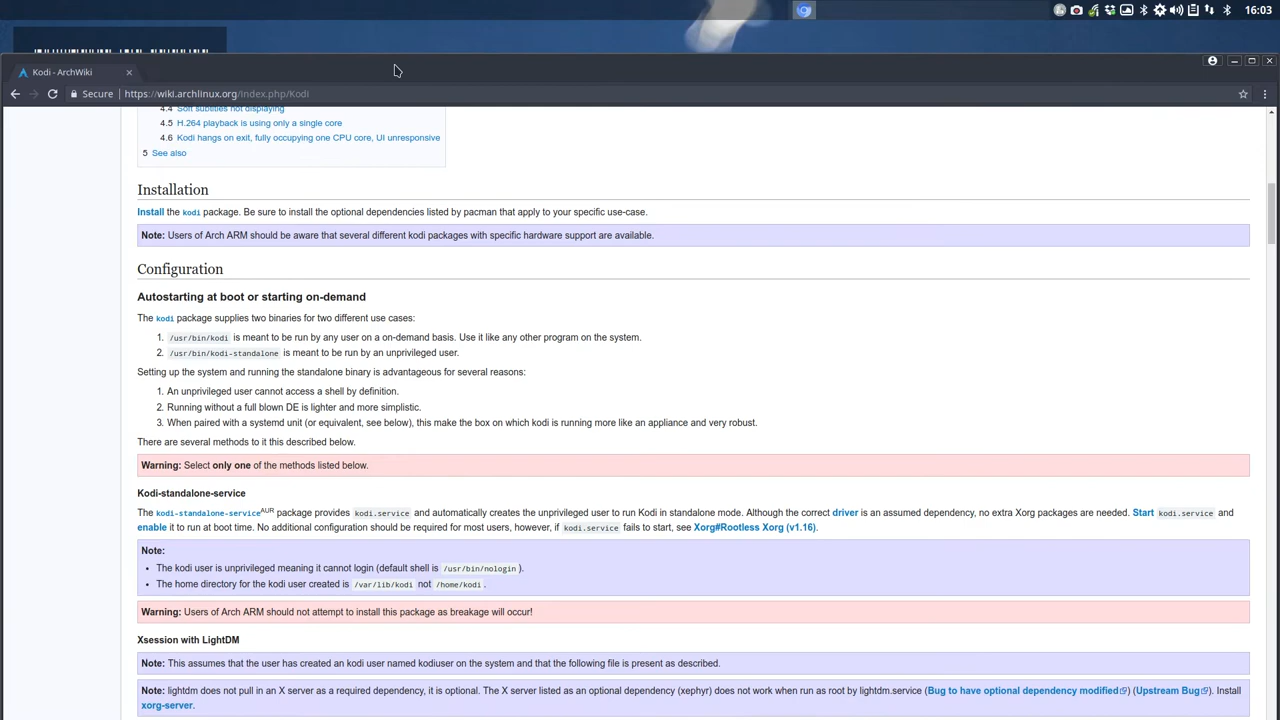 16:03
Kodi - ArchWiki
Secure https://wiki.archlinux.org/index.php/Kodi
4.4 Soft subtitles not displaying
4.5 H.264 playback is using only a single core
4.6 Kodi hangs on exit, fully occupying one CPU core, UI unresponsive
5 See also
Installation
Install the kodi package. Be sure to install the optional dependencies listed by pacman that apply to your specific use-case.
Note: Users of Arch ARM should be aware that several different kodi packages with specific hardware support are available.
Configuration
Autostarting at boot or starting on-demand
The kodi package supplies two binaries for two different use cases:
1. /usr/bin/kodi is meant to be run by any user on a on-demand basis. Use it like any other program on the system.
2. /usr/bin/kodi-standalone is meant to be run by an unprivileged user.
Setting up the system and running the standalone binary is advantageous for several reasons:
1. An unprivileged user cannot access a shell by definition.
2. Running without a full blown DE is lighter and more simplistic.
3. When paired with a systemd unit (or equivalent, see below), this make the box on which kodi is running more like an appliance and very robust.
There are several methods to it this described below.
Warning: Select only one of the methods listed below.
Kodi-standalone-service
The kodi-standalone-serviceAUR package provides kodi.service and automatically creates the unprivileged user to run Kodi in standalone mode. Although the correct driver is an assumed dependency, no extra Xorg packages are needed. Start kodi.service and
enable it to run at boot time. No additional configuration should be required for most users, however, if kodi.service fails to start, see Xorg#Rootless Xorg (v1.16).
Note:
• The kodi user is unprivileged meaning it cannot login (default shell is /usr/bin/nologin ).
• The home directory for the kodi user created is /var/lib/kodi not /home/kodi.
Warning: Users of Arch ARM should not attempt to install this package as breakage will occur!
Xsession with LightDM
Note: This assumes that the user has created an kodi user named kodiuser on the system and that the following file is present as described.
Note: lightdm does not pull in an X server as a required dependency, it is optional. The X server listed as an optional dependency (xephyr) does not work when run as root by lightdm.service (Bug to have optional dependency modified) (Upstream Bug). Install
xorg-server.